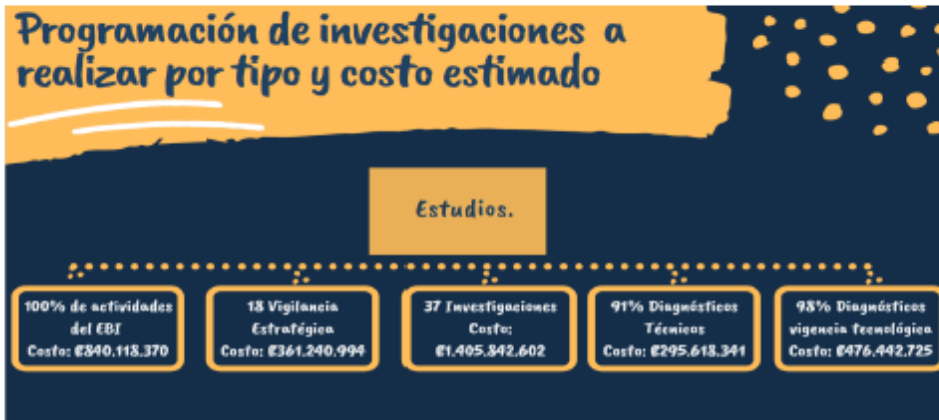 Programación de investigaciones a
realizar por tipo y costo estimado
Estudios.
100% de actividades
del EBI
Costo: ₡840.118.370
18 Vigilancia
Estratégica
Costo: ₡361.240.994
37 Investigaciones
Costo:
₡1.405.842.602
91% Diagnósticos
Técnicos
Costo: ₡295.618.341
98% Diagnósticos
vigencia tecnológica
Costo: ₡476.442.725